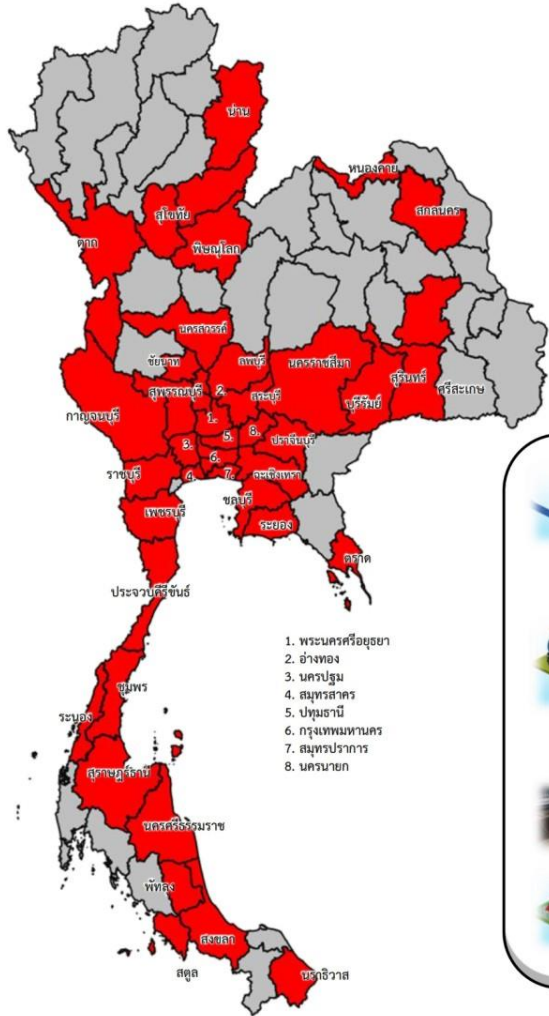 น่าน
หนองคาย
สกลนคร
สุโขทัย
ตาก
พิษณุโลก
นครสวรรค์
ชัยนาท
ลพบุรี
นครราชสีมา
สุพรรณบุรี
2.
สระบุรี
สุรินทร์
ศรีสะเกษ
บุรีรัมย์
กาญจนบุรี
1.
8.
5.
ปราจีนบุรี
3.
6.
ราชบุรี
4.
7.
ฉะเชิงเทรา
เพชรบุรี
ชลบุรี
ระยอง
ตราด
ประจวบคีรีขันธ์
1. พระนครศรีอยุธยา
2. อ่างทอง
3. นครปฐม
4. สมุทรสาคร
5. ปทุมธานี
6. กรุงเทพมหานคร
7. สมุทรปราการ
8. นครนายก
ชุมพร
ระนอง
สุราษฎร์ธานี
นครศรีธรรมราช
พัทลุง
สงขลา
สตูล
นราธิวาส